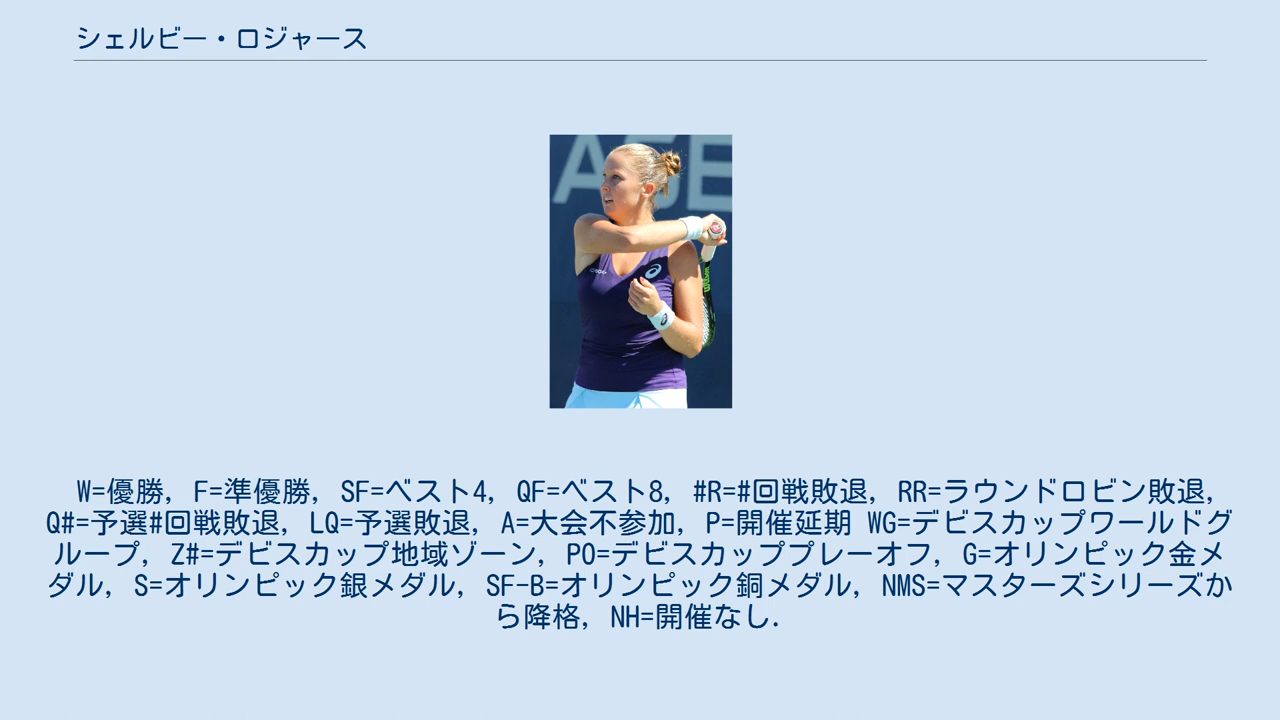 シェルビー・ロジャース
ASE
asics
Wilson
W=優勝, F=準優勝, SF=ベスト4, QF=ベスト8, #R=#回戦敗退, RR=ラウンドロビン敗退,
Q#=予選#回戦敗退, LQ=予選敗退, A=大会不参加, P=開催延期 WG=デビスカップワールドグ
ループ, Z#=デビスカップ地域ゾーン, PO=デビスカッププレーオフ, G=オリンピック金メ
ダル, S=オリンピック銀メダル, SF-B=オリンピック銅メダル, NMS=マスターズシリーズか
ら降格, NH=開催なし.